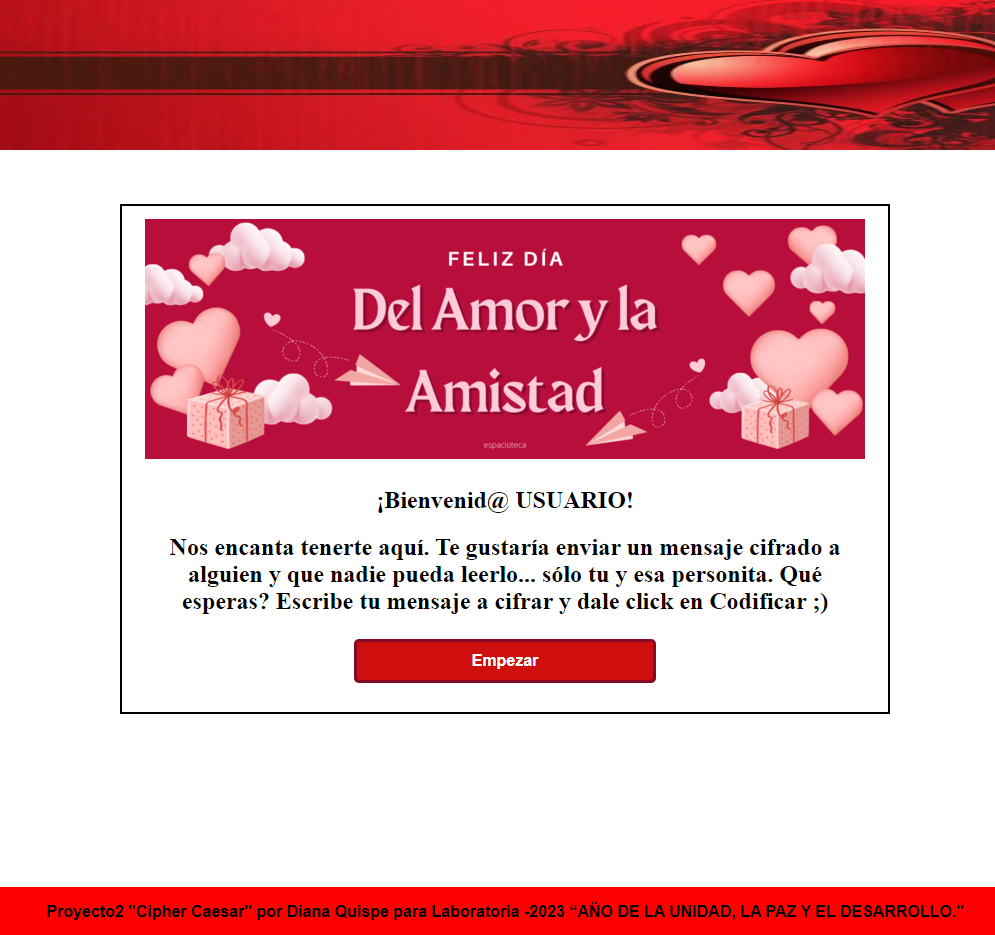 FELIZ DÍA
Del Amor y la
Amistad
espacioteca
¡Bienvenid@ USUARIO!
Nos encanta tenerte aquí. Te gustaría enviar un mensaje cifrado a
alguien y que nadie pueda leerlo... sólo tu y esa personita. Qué
esperas? Escribe tu mensaje a cifrar y dale click en Codificar ;)
Empezar
Proyecto2 "Cipher Caesar" por Diana Quispe para Laboratoria -2023 “AÑO DE LA UNIDAD, LA PAZ Y EL DESARROLLO."